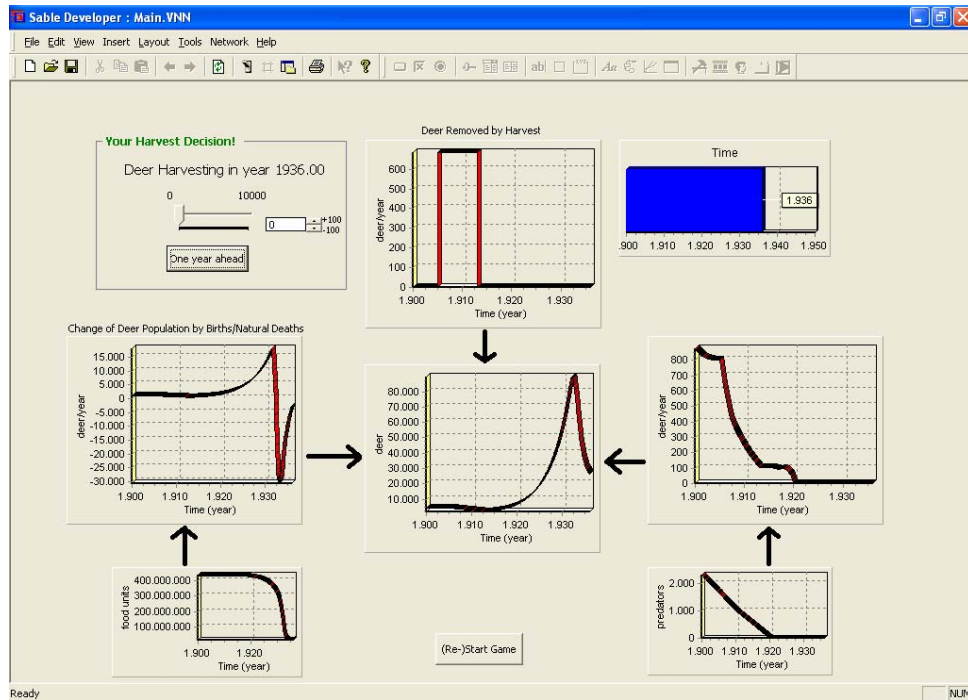 Sable Developer : Main.VNN
File Edit View Insert Layout Tools Network Help
Your Harvest Decision!
Deer Harvesting in year 1936.00
0 10000
0
+100
-100
One year ahead
Deer Removed by Harvest
600
500
400
300
200
100
0
deer/year
1.900 1.910 1.920 1.930
Time (year)
Time
1.936
.900 1.910 1.920 1.930 1.940 1.950
Change of Deer Population by Births/Natural Deaths
15.000
10.000
5.000
0
-5.000
-10.000
-15.000
-20.000
-25.000
-30.000
deer/year
1.900 1.910 1.920 1.930
Time (year)
80.000
70.000
60.000
50.000
40.000
30.000
20.000
10.000
deer
1.900 1.910 1.920 1.930
Time (year)
800
700
600
500
400
300
200
100
0
deer/year
1.900 1.910 1.920 1.930
Time (year)
400.000.000
300.000.000
200.000.000
100.000.000
food units
1.900 1.920
Time (year)
(Re-)Start Game
2.000
1.000
0
predators
1.900 1.910 1.920 1.930
Time (year)
Ready
NUM